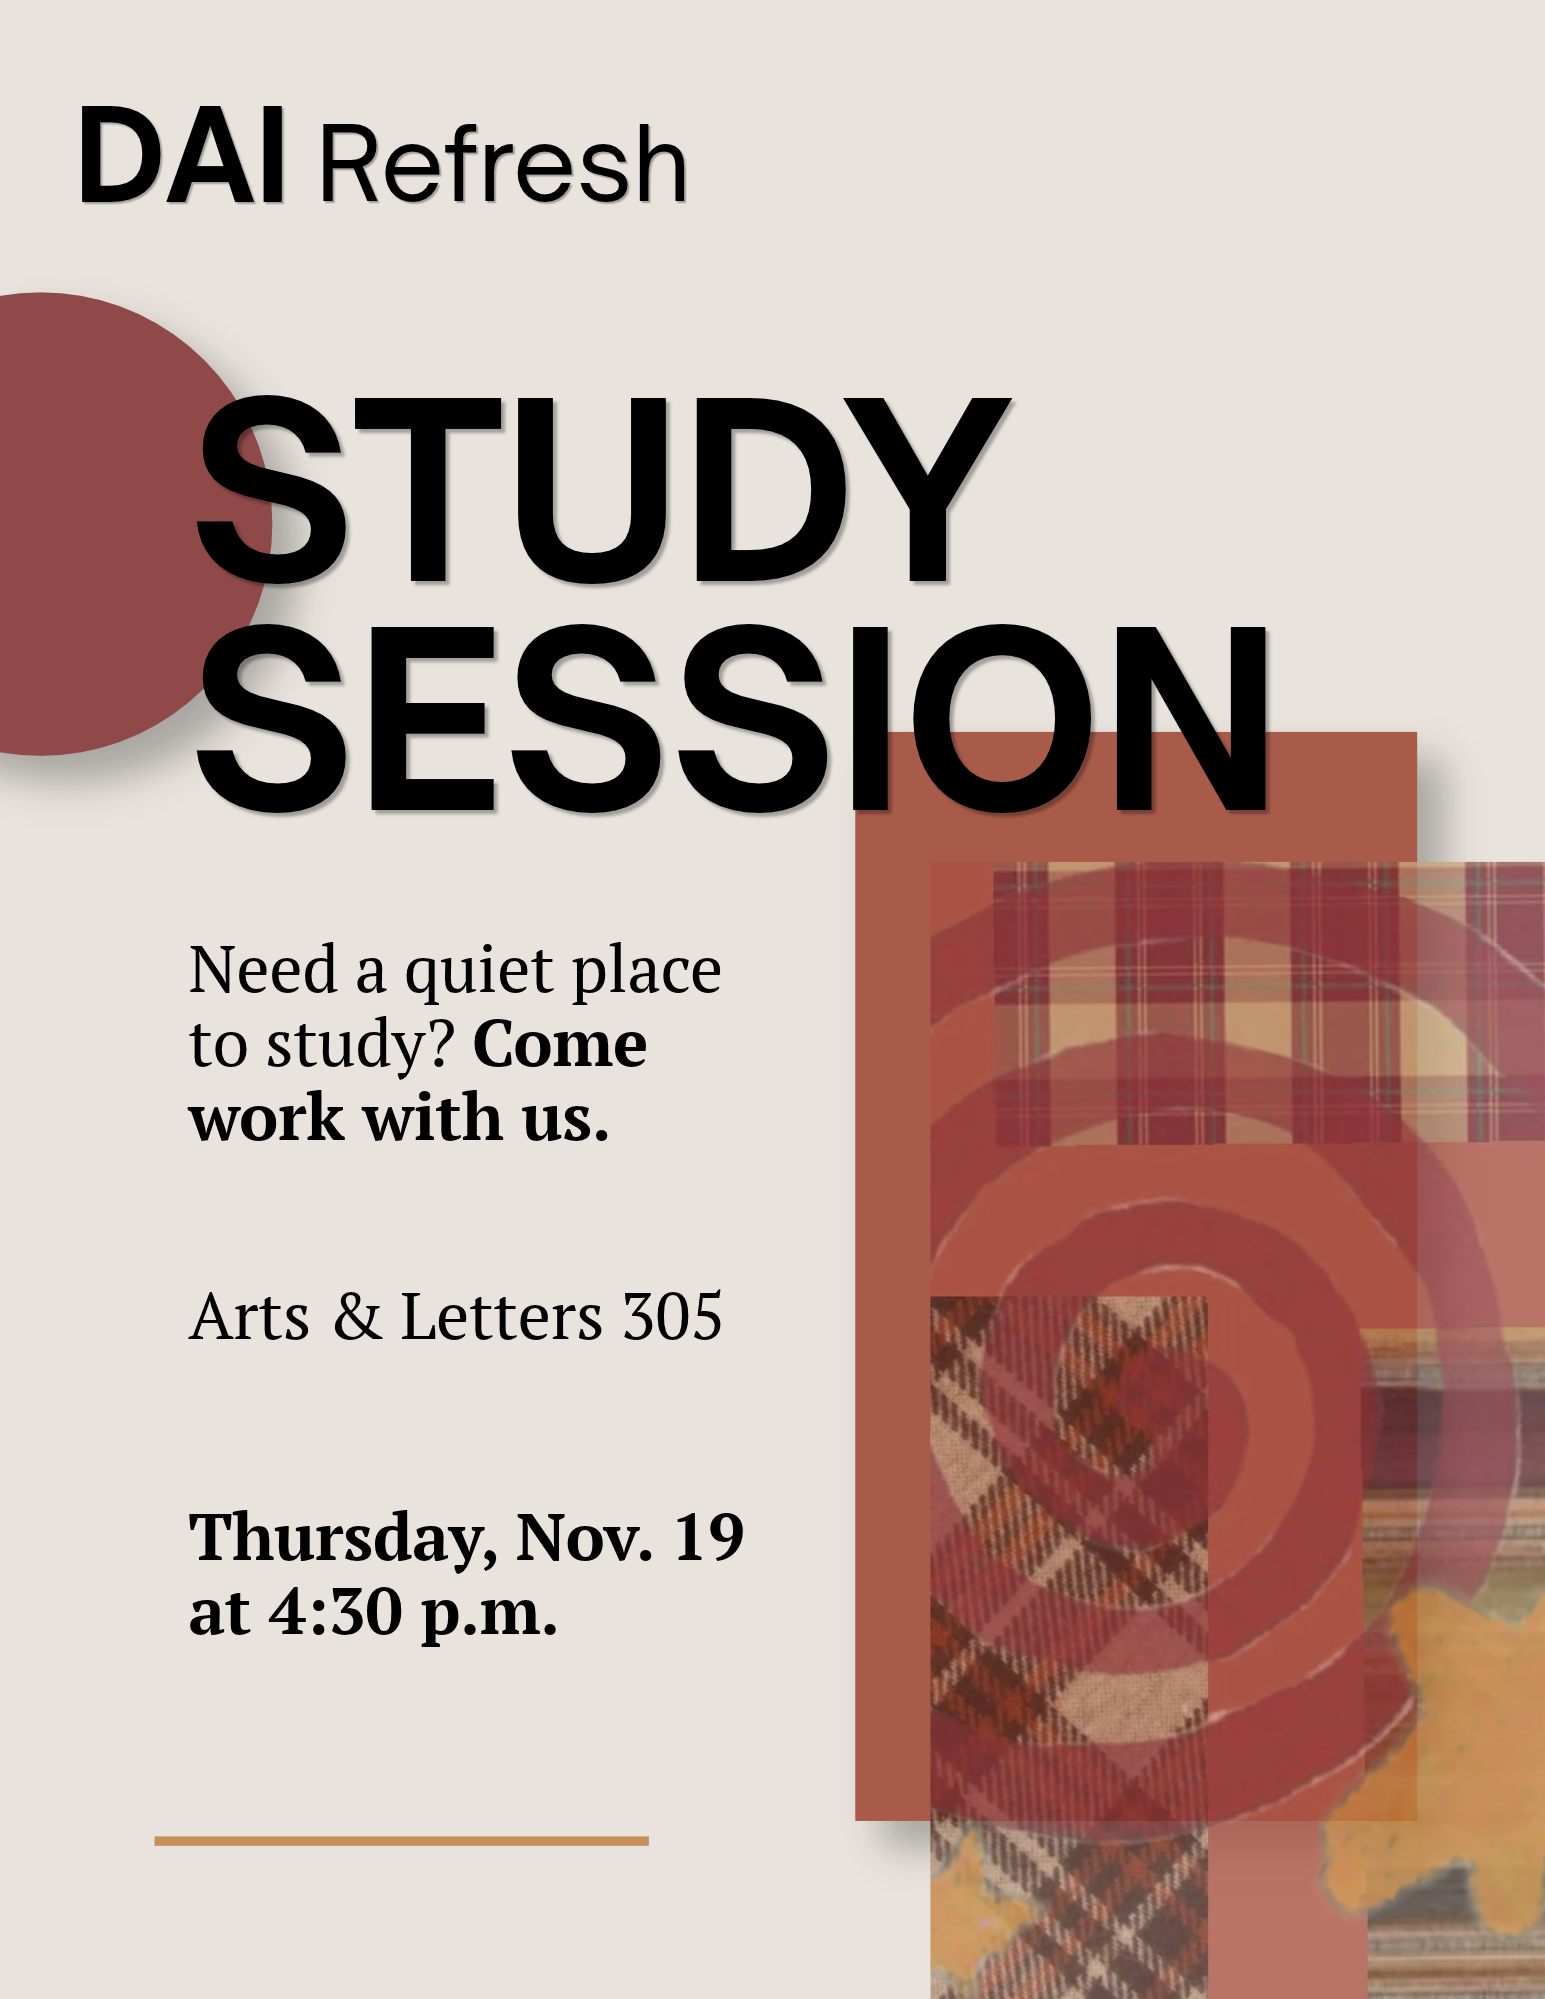 DAI Refresh
STUDY
SESSION
Need a quiet place
to study? Come
work with us.
Arts & Letters 305
Thursday, Nov. 19
at 4:30 p.m.